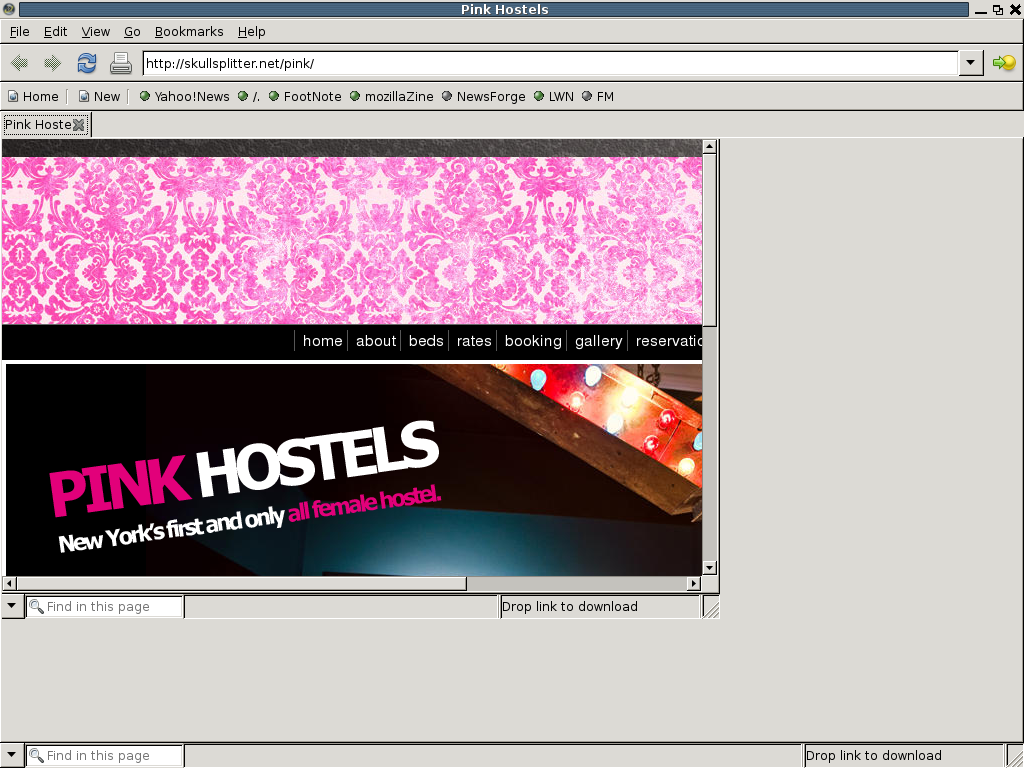 Pink Hostels
File Edit View Go Bookmarks Help
http://skullsplitter.net/pink/
Home New Yahoo!News /. FootNote mozillaZine NewsForge LWN FM
Pink Hoste
home about beds rates booking gallery reservatio
PINK HOSTELS
New York's first and only all female hostel.
Find in this page Drop link to download
Find in this page Drop link to download